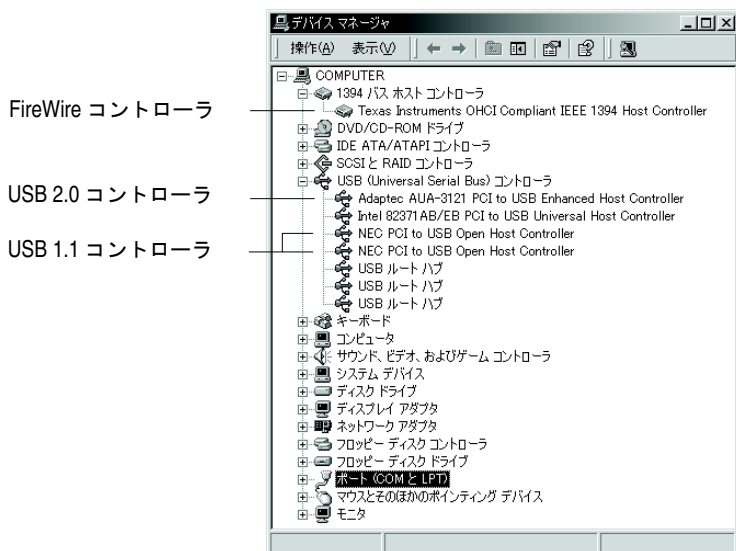 デバイス マネージャ
操作(A) 表示(V)
COMPUTER
1394 バス ホスト コントローラ
FireWire コントローラ
Texas Instruments OHCI Compliant IEEE 1394 Host Controller
DVD/CD-ROM ドライブ
IDE ATA/ATAPI コントローラ
SCSI と RAID コントローラ
USB (Universal Serial Bus) コントローラ
USB 2.0 コントローラ
Adaptec AUA-3121 PCI to USB Enhanced Host Controller
Intel 82371AB/EB PCI to USB Universal Host Controller
USB 1.1 コントローラ
NEC PCI to USB Open Host Controller
NEC PCI to USB Open Host Controller
USB ルート ハブ
USB ルート ハブ
USB ルート ハブ
キーボード
コンピュータ
サウンド、ビデオ、およびゲーム コントローラ
システム デバイス
ディスク ドライブ
ディスプレイ アダプタ
ネットワーク アダプタ
フロッピー ディスク コントローラ
フロッピー ディスク ドライブ
ポート (COM と LPT)
マウスとそのほかのポインティング デバイス
モニタ